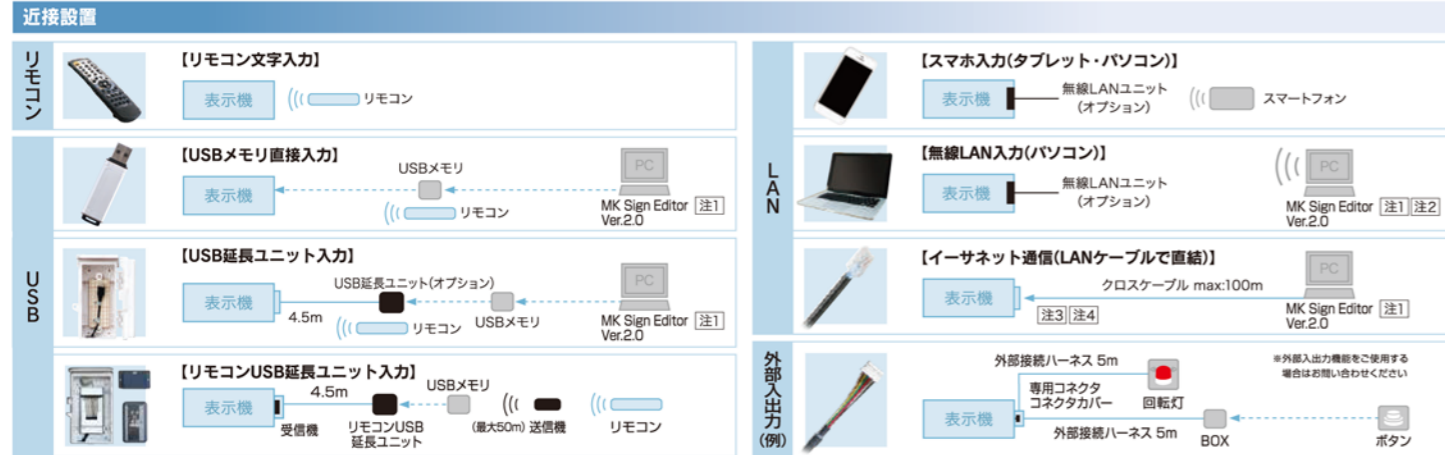 近接設置
リモコン
【リモコン文字入力】
表示機
リモコン
USB
【USBメモリ直接入力】
USBメモリ
表示機
リモコン
PC
MK Sign Editor 注1
Ver.2.0
【USB延長ユニット入力】
USB延長ユニット(オプション)
表示機
4.5m
リモコン
USBメモリ
PC
MK Sign Editor 注1
Ver.2.0
【リモコンUSB延長ユニット入力】
4.5m
USBメモリ
表示機
受信機
リモコンUSB
延長ユニット
(最大50m) 送信機
リモコン
LAN
【スマホ入力(タブレット・パソコン)】
表示機
無線LANユニット
(オプション)
スマートフォン
【無線LAN入力(パソコン)】
表示機
無線LANユニット
(オプション)
PC
MK Sign Editor 注1 注2
Ver.2.0
【イーサネット通信(LANケーブルで直結)】
クロスケーブル max:100m
表示機
注3 注4
PC
MK Sign Editor 注1
Ver.2.0
外部入出力
(例)
外部接続ハーネス 5m
※外部入出力機能をご使用する
場合はお問い合わせください
専用コネクタ
コネクタカバー
回転灯
表示機
外部接続ハーネス 5m
BOX
ボタン